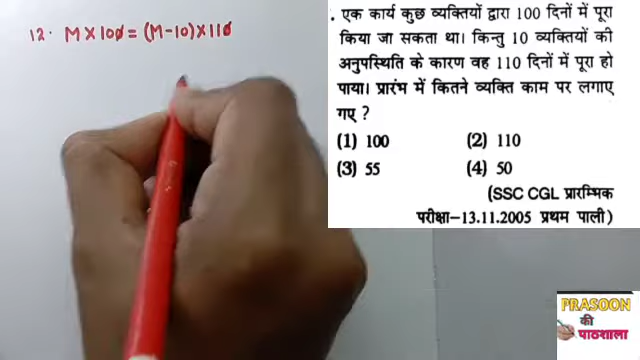 12. M×100=(M-10)×110
. एक कार्य कुछ व्यक्तियों द्वारा 100 दिनों में पूरा
किया जा सकता था। किन्तु 10 व्यक्तियों की
अनुपस्थिति के कारण वह 110 दिनों में पूरा हो
पाया। प्रारंभ में कितने व्यक्ति काम पर लगाए
गए ?
(1) 100 (2) 110
(3) 55 (4) 50
(SSC CGL प्रारम्भिक
परीक्षा–13.11.2005 प्रथम पाली)
PRASOON
की
पाठशाला